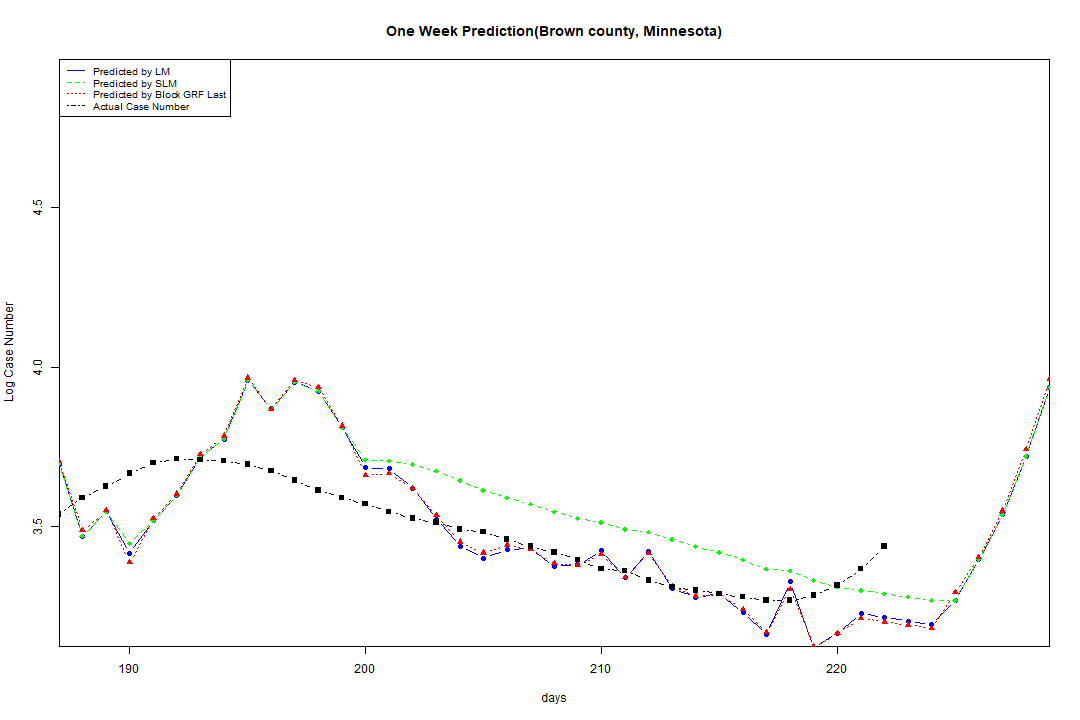 One Week Prediction(Brown county, Minnesota)
Predicted by LM
Predicted by SLM
Predicted by Block GRF Last
Actual Case Number
Log Case Number
4.5
4.0
3.5
190
200
210
220
days